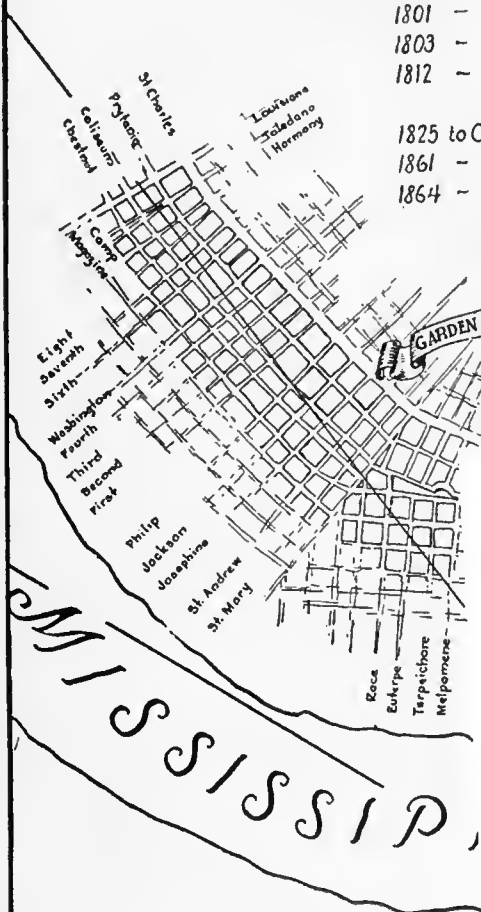 1801 -
1803 -
1812 -
1825 to C
1861 -
1864 -
St Charles
Prytania
Coliseum
Chestnut
Camp
Magazine
Louisiana
Toledano
Harmony
GARDEN
Eight
Seventh
Sixth
Washington
Fourth
Third
Second
First
Philip
Jackson
Josephine
St. Andrew
St. Mary
Race
Euterpe
Terpsichore
Melpomene
MISSISSIP